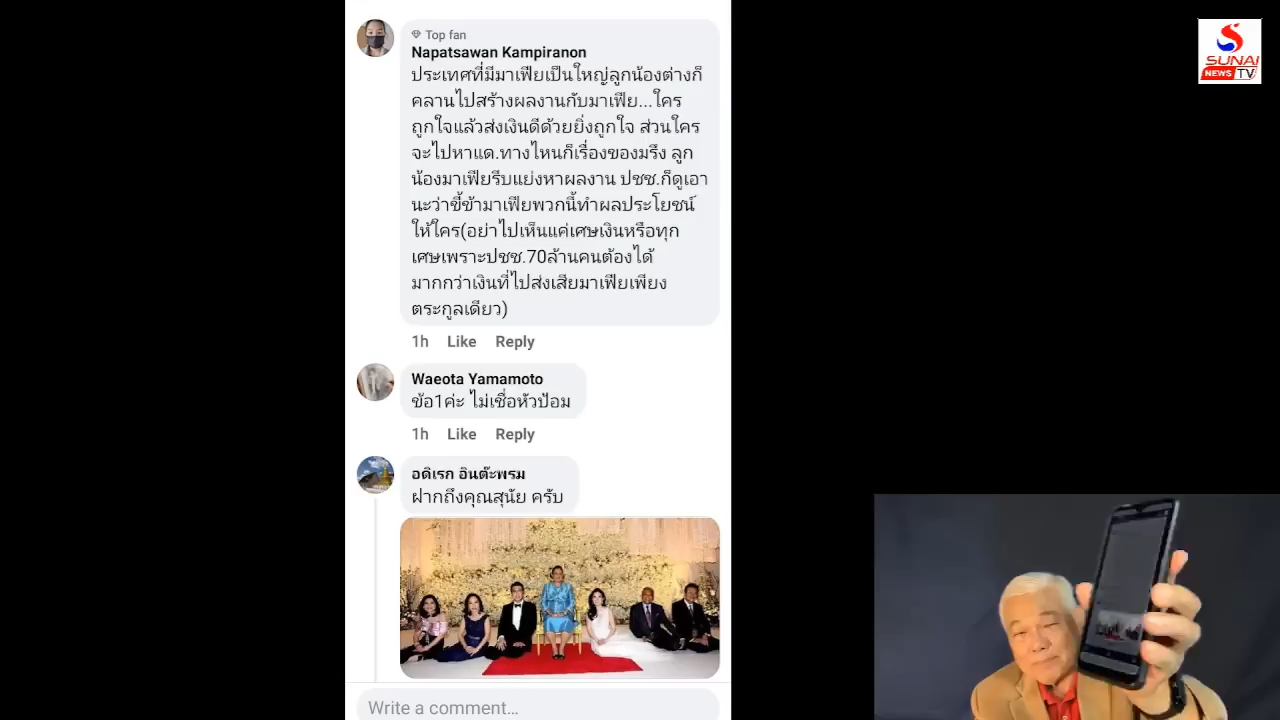 Top fan
Napatsawan Kampiranon
ประเทศที่มีมาเฟียเป็นใหญ่ลูกน้องต่างก็
คลานไปสร้างผลงานกับมาเฟีย...ใคร
ถูกใจแล้วส่งเงินดีด้วยยิ่งถูกใจ ส่วนใคร
จะไปหาแด.ทางไหนก็เรื่องของมรึง ลูก
น้องมาเฟียรีบแย่งหาผลงาน ปชช.ก็ดูเอา
นะว่าขี้ข้ามาเฟียพวกนี้ทำผลประโยชน์
ให้ใคร(อย่าไปเห็นแค่เศษเงินหรือทุก
เศษเพราะปชช.70ล้านคนต้องได้
มากกว่าเงินที่ไปส่งเสียมาเฟียเพียง
ตระกูลเดียว)
1h Like Reply
Waeota Yamamoto
ข้อ1ค่ะ ไม่เชื่อหัวป้อม
1h Like Reply
อดิเรก อินต๊ะพรม
ฝากถึงคุณสุนัย ครับ
Write a comment...
SUNAI
NEWS TV